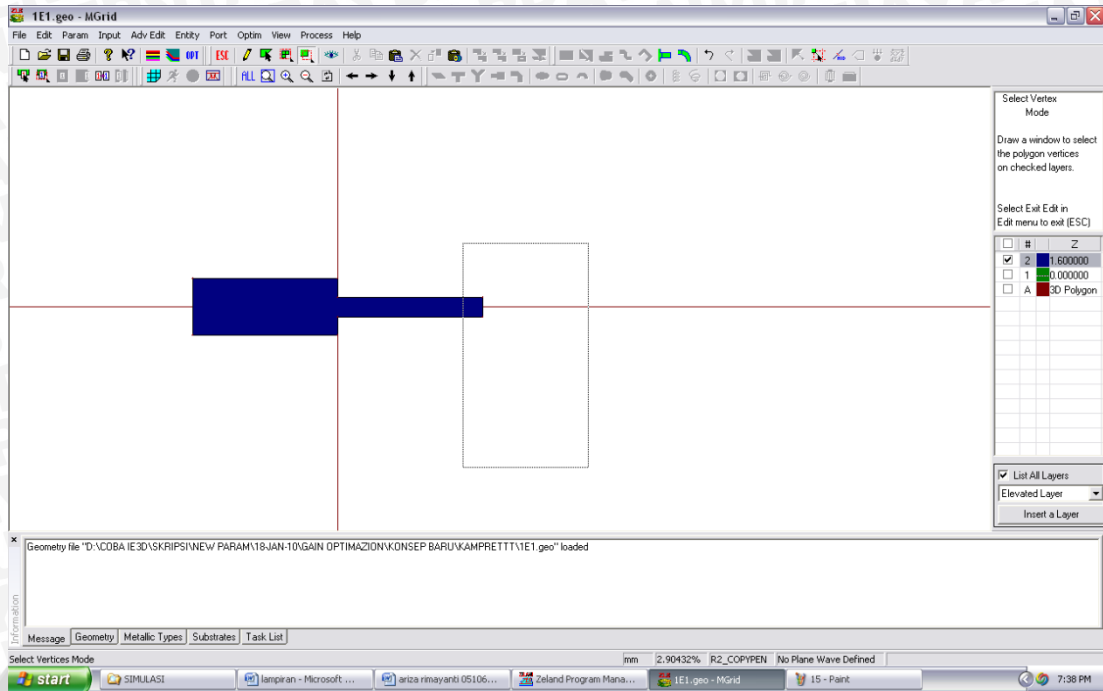 1E1.geo - MGrid
File Edit Param Input Adv Edit Entity Port Optim View Process Help
OPT ESC
ALL
Select Vertex
Mode
Draw a window to select
the polygon vertices
on checked layers.
Select Exit Edit in
Edit menu to exit (ESC)
# Z
2 1.600000
1 0.000000
A 3D Polygon
List All Layers
Elevated Layer
Insert a Layer
Geometry file "D:\COBA IE3D\SKRIPSI\NEW PARAM\18-JAN-10\GAIN OPTIMAZION\KONSEP BARU\KAMPRETTT\1E1.geo" loaded
Information
Message Geometry Metallic Types Substrates Task List
Select Vertices Mode mm 2.90432% R2_COPYPEN No Plane Wave Defined
start SIMULASI lampiran - Microsoft ... ariza rimayanti 05106... Zeland Program Mana... 1E1.geo - MGrid 15 - Paint 7:38 PM